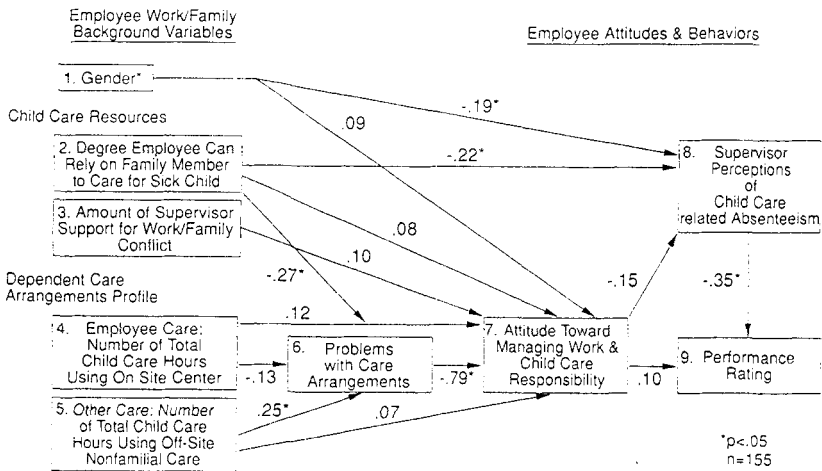 Employee Work/Family
Background Variables
Employee Attitudes & Behaviors
1. Gender*
-.19*
.09
Child Care Resources
2. Degree Employee Can
Rely on Family Member
to Care for Sick Child
-.22*
8. Supervisor
Perceptions
of
Child Care
related Absenteeism
3. Amount of Supervisor
Support for Work/Family
Conflict
.08
.10
-.27*
-.15
-.35*
Dependent Care
Arrangements Profile
.12
4. Employee Care:
Number of Total
Child Care Hours
Using On Site Center
-.13
6. Problems
with Care
Arrangements
-.79*
7. Attitude Toward
Managing Work &
Child Care
Responsibility
.10
9. Performance
Rating
5. Other Care: Number
of Total Child Care
Hours Using Off-Site
Nonfamilial Care
.25*
.07
*p<.05
n=155